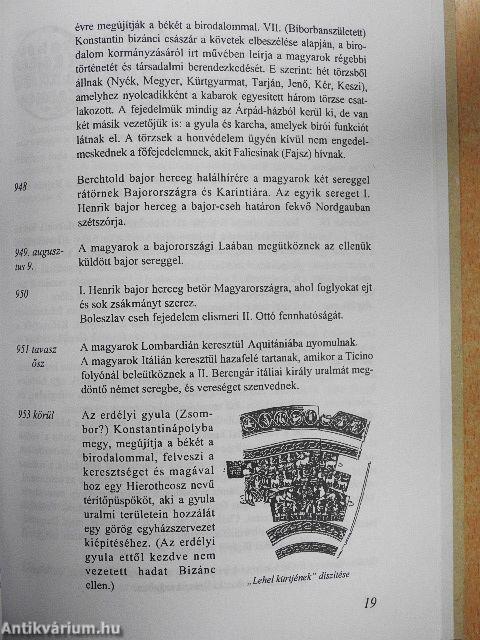 évre megújítják a békét a birodalommal. VII. (Bíborbanszületett)
Konstantin bizánci császár a követek elbeszélése alapján, a biro-
dalom kormányzásáról írt művében leírja a magyarok régebbi
történetét és társadalmi berendezkedését. E szerint: hét törzsből
állnak (Nyék, Megyer, Kürtgyarmat, Tarján, Jenő, Kér, Keszi),
amelyhez nyolcadikként a kabarok egyesített három törzse csat-
lakozott. A fejedelmük mindig az Árpád-házból kerül ki, de van
két másik vezetőjük is: a gyula és karcha, amelyek bírói funkciót
látnak el. A törzsek a honvédelem ügyén kívül nem engedel-
meskednek a főfejedelemnek, akit Falicsinak (Fajsz) hívnak.
948
Berchtold bajor herceg halálhírére a magyarok két sereggel
rátörnek Bajorországra és Karintiára. Az egyik sereget I.
Henrik bajor herceg a bajor-cseh határon fekvő Nordgauban
szétszórja.
949. augusz-
tus 9.
A magyarok a bajorországi Laában megütköznek az ellenük
küldött bajor sereggel.
950
I. Henrik bajor herceg betör Magyarországra, ahol foglyokat ejt
és sok zsákmányt szerez.
Boleszlav cseh fejedelem elismeri II. Ottó fennhatóságát.
951 tavasz
ősz
A magyarok Lombardián keresztül Aquitániába nyomulnak.
A magyarok Itálián keresztül hazafelé tartanak, amikor a Ticino
folyónál beleütköznek a II. Berengár itáliai király uralmát meg-
döntő német seregbe, és vereséget szenvednek.
953 körül
Az erdélyi gyula (Zsom-
bor?) Konstantinápolyba
megy, megújítja a békét a
birodalommal, felveszi a
keresztséget és magával
hoz egy Hierotheosz nevű
térítőpüspököt, aki a gyula
uralmi területein hozzálát
egy görög egyházszervezet
kiépítéséhez. (Az erdélyi
gyula ettől kezdve nem
vezetett hadat Bizánc
ellen.)
„Lehel kürtjének” díszítése
19
Antikvárium.hu